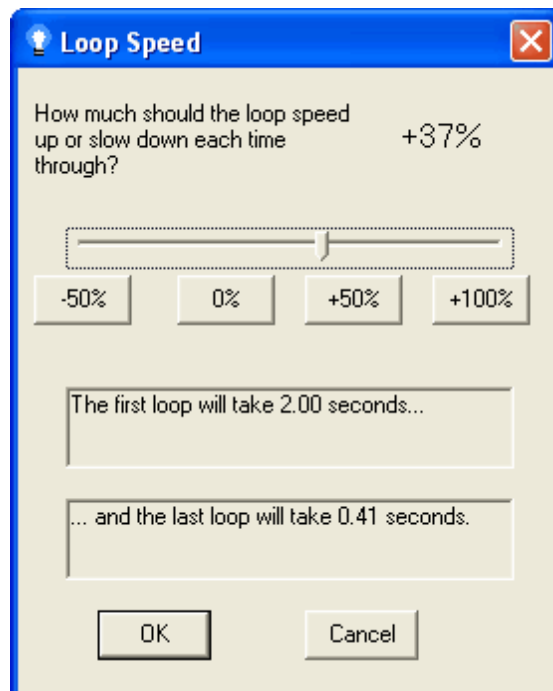 Loop Speed
How much should the loop speed
up or slow down each time
through?
+37%
-50%
0%
+50%
+100%
The first loop will take 2.00 seconds...
... and the last loop will take 0.41 seconds.
OK
Cancel